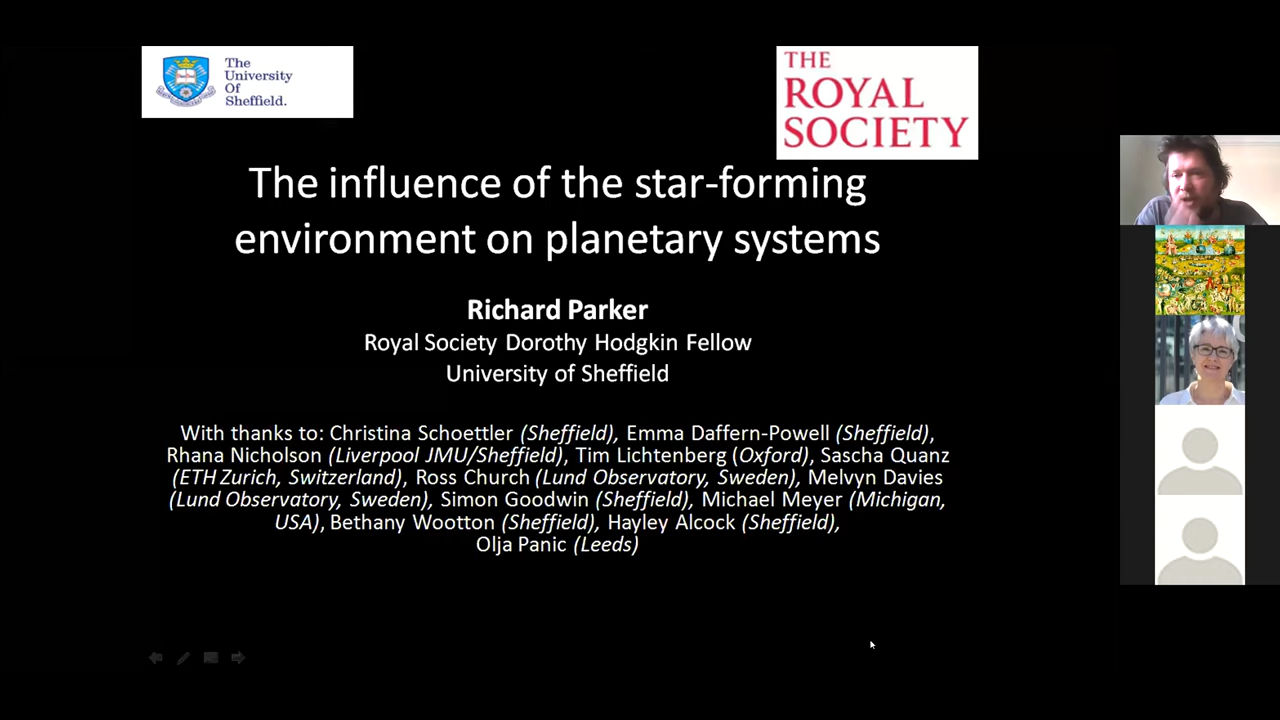 The
University
Of
Sheffield.
THE
ROYAL
SOCIETY
The influence of the star-forming
environment on planetary systems
Richard Parker
Royal Society Dorothy Hodgkin Fellow
University of Sheffield
With thanks to: Christina Schoettler (Sheffield), Emma Daffern-Powell (Sheffield),
Rhana Nicholson (Liverpool JMU/Sheffield), Tim Lichtenberg (Oxford), Sascha Quanz
(ETH Zurich, Switzerland), Ross Church (Lund Observatory, Sweden), Melvyn Davies
(Lund Observatory, Sweden), Simon Goodwin (Sheffield), Michael Meyer (Michigan,
USA), Bethany Wootton (Sheffield), Hayley Alcock (Sheffield),
Olja Panic (Leeds)